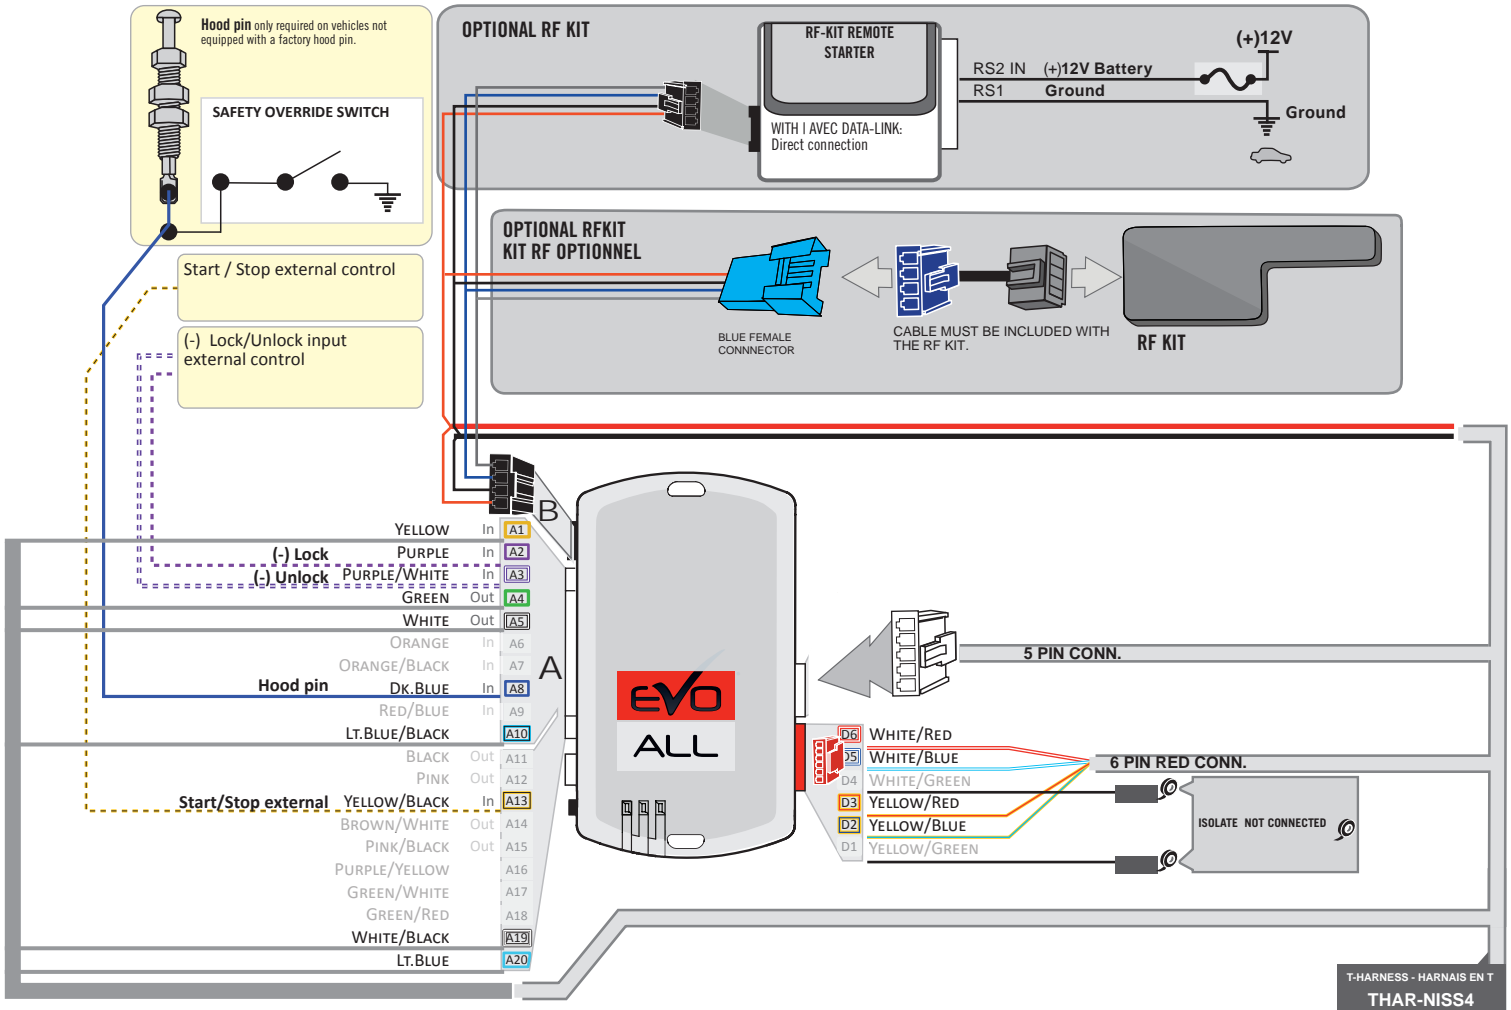 Hood pin only required on vehicles not
equipped with a factory hood pin.
SAFETY OVERRIDE SWITCH
OPTIONAL RF KIT
RF-KIT REMOTE
STARTER
WITH I AVEC DATA-LINK:
Direct connection
(+)12V
RS2 IN (+)12V Battery
RS1 Ground
Ground
OPTIONAL RFKIT
KIT RF OPTIONNEL
BLUE FEMALE
CONNNECTOR
CABLE MUST BE INCLUDED WITH
THE RF KIT.
RF KIT
Start / Stop external control
(-) Lock/Unlock input
external control
B
A
YELLOW In A1
(-) Lock PURPLE In A2
(-) Unlock PURPLE/WHITE In A3
GREEN Out A4
WHITE Out A5
ORANGE In A6
ORANGE/BLACK In A7
Hood pin DK.BLUE In A8
RED/BLUE In A9
LT.BLUE/BLACK A10
BLACK Out A11
PINK Out A12
Start/Stop external YELLOW/BLACK In A13
BROWN/WHITE Out A14
PINK/BLACK Out A15
PURPLE/YELLOW A16
GREEN/WHITE A17
GREEN/RED A18
WHITE/BLACK A19
LT.BLUE A20
EVO
ALL
5 PIN CONN.
D6 WHITE/RED
D5 WHITE/BLUE
D4 WHITE/GREEN
D3 YELLOW/RED
D2 YELLOW/BLUE
D1 YELLOW/GREEN
6 PIN RED CONN.
ISOLATE NOT CONNECTED
T-HARNESS - HARNAIS EN T
THAR-NISS4